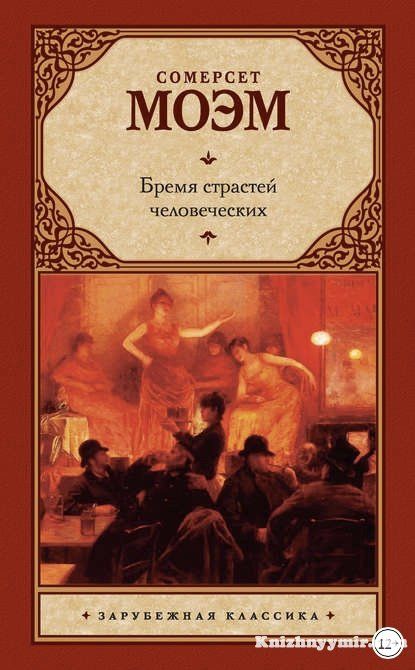 СОМЕРСЕТ
МОЭМ
Бремя страстей
человеческих
ЗАРУБЕЖНАЯ КЛАССИКА
12+